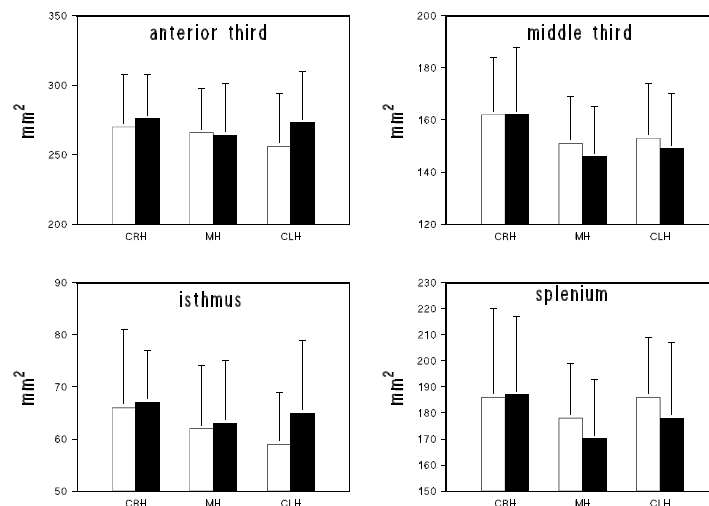 anterior third
350
300
250
200
mm²
CRH MH CLH
middle third
200
180
160
140
120
mm²
CRH MH CLH
isthmus
90
80
70
60
50
mm²
CRH MH CLH
splenium
230
220
210
200
190
180
170
160
150
mm²
CRH MH CLH